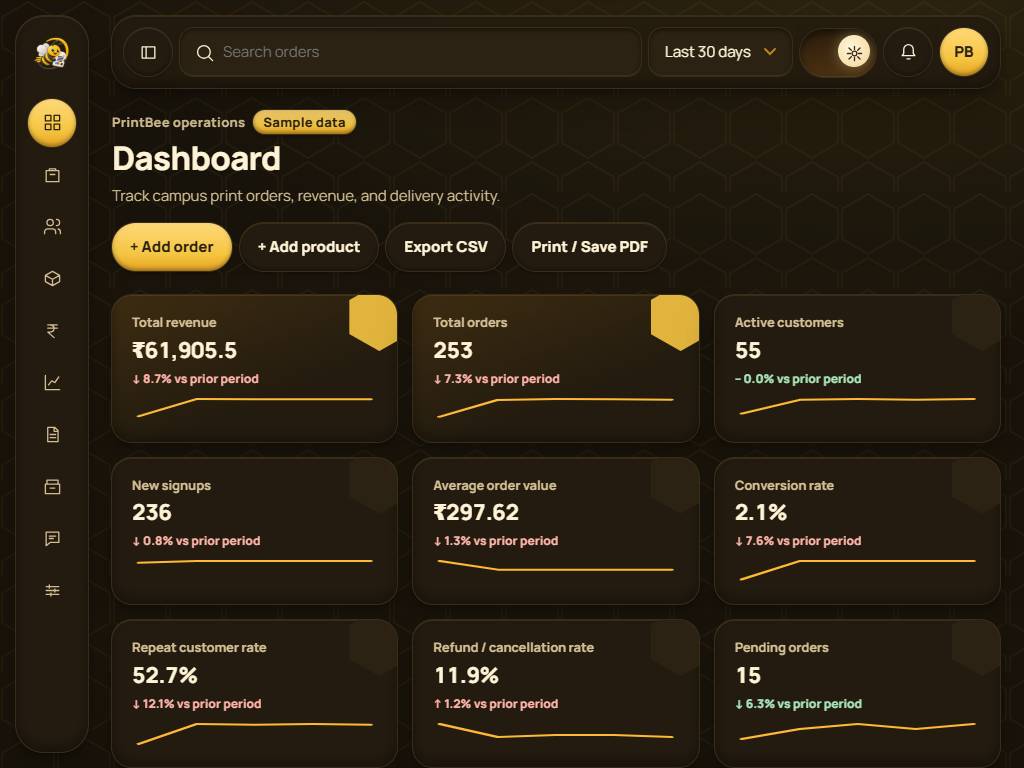 Search orders
Last 30 days
PB
PrintBee operations
Sample data
Dashboard
Track campus print orders, revenue, and delivery activity.
+ Add order
+ Add product
Export CSV
Print / Save PDF
Total revenue
₹61,905.5
↓ 8.7% vs prior period
Total orders
253
↓ 7.3% vs prior period
Active customers
55
– 0.0% vs prior period
New signups
236
↓ 0.8% vs prior period
Average order value
₹297.62
↓ 1.3% vs prior period
Conversion rate
2.1%
↓ 7.6% vs prior period
Repeat customer rate
52.7%
↓ 12.1% vs prior period
Refund / cancellation rate
11.9%
↑ 1.2% vs prior period
Pending orders
15
↓ 6.3% vs prior period